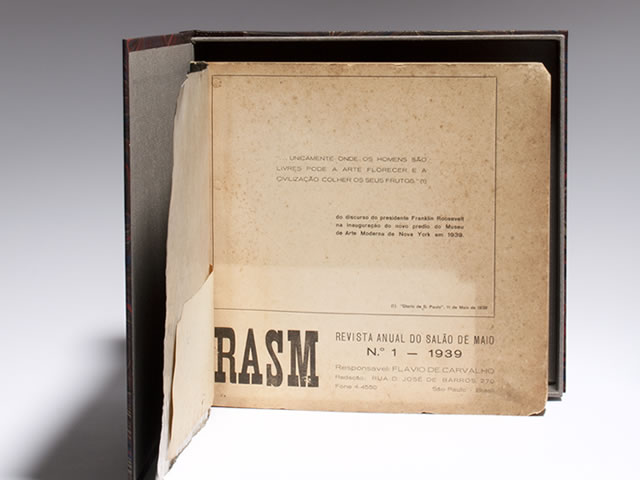 "... UNICAMENTE ONDE OS HOMENS SÃO
LIVRES PODE A ARTE FLORECER E A
CIVILIZAÇÃO COLHER OS SEUS FRUTOS." (1)
do discurso do presidente Franklin Roosevelt
na inauguração do novo predio do Museu
de Arte Moderna de Nova York em 1939.
(1) "Diario de S. Paulo", 11 de Maio de 1939
RASM
REVISTA ANUAL DO SALÃO DE MAIO
N.º 1 — 1939
Responsavel: FLAVIO DE CARVALHO
Redação: RUA D. JOSÉ DE BARROS, 270
Fone 4-4550 São Paulo - Brasil